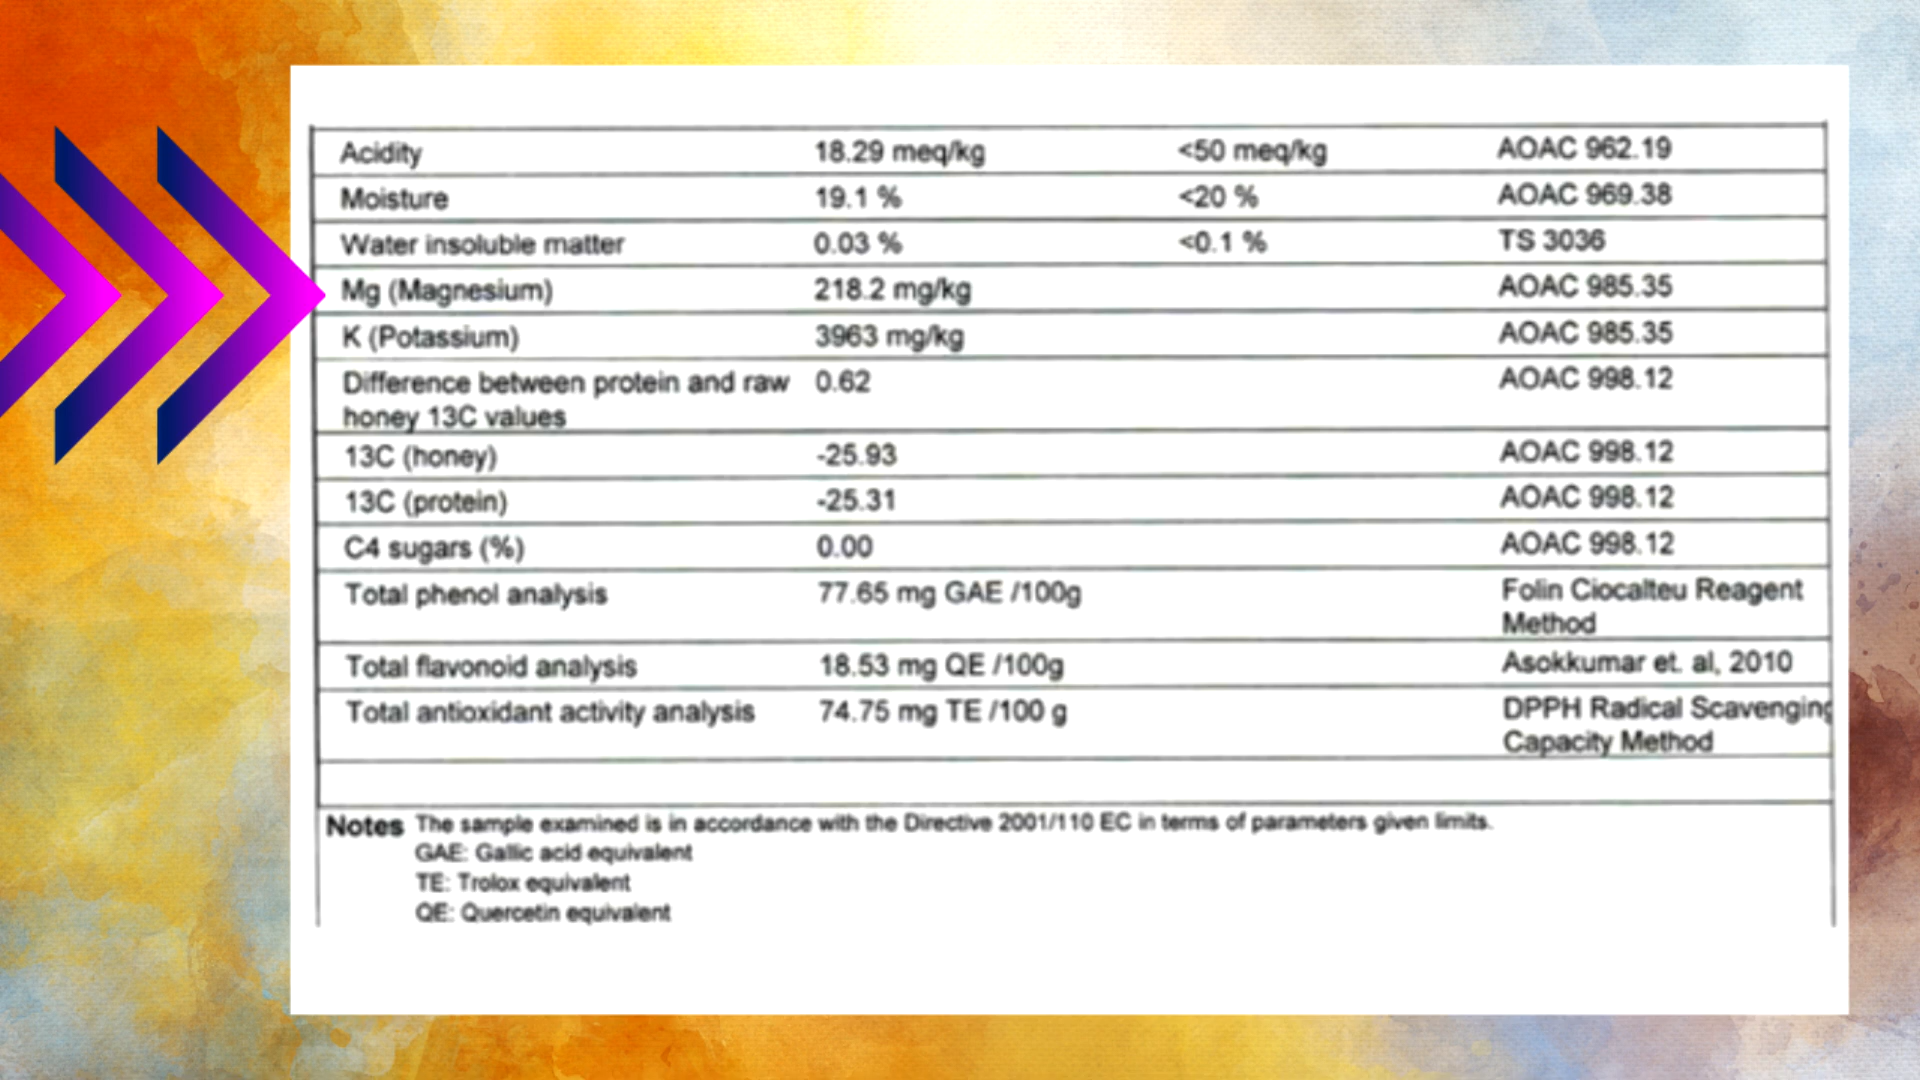 Acidity 18.29 meq/kg <50 meq/kg AOAC 962.19
Moisture 19.1 % <20 % AOAC 969.38
Water insoluble matter 0.03 % <0.1 % TS 3036
Mg (Magnesium) 218.2 mg/kg AOAC 985.35
K (Potassium) 3963 mg/kg AOAC 985.35
Difference between protein and raw 0.62 AOAC 998.12
honey 13C values
13C (honey) -25.93 AOAC 998.12
13C (protein) -25.31 AOAC 998.12
C4 sugars (%) 0.00 AOAC 998.12
Total phenol analysis 77.65 mg GAE /100g Folin Ciocalteu Reagent
Method
Total flavonoid analysis 18.53 mg QE /100g Asokkumar et. al, 2010
Total antioxidant activity analysis 74.75 mg TE /100 g DPPH Radical Scavenging
Capacity Method
Notes The sample examined is in accordance with the Directive 2001/110 EC in terms of parameters given limits.
GAE: Gallic acid equivalent
TE: Trolox equivalent
QE: Quercetin equivalent